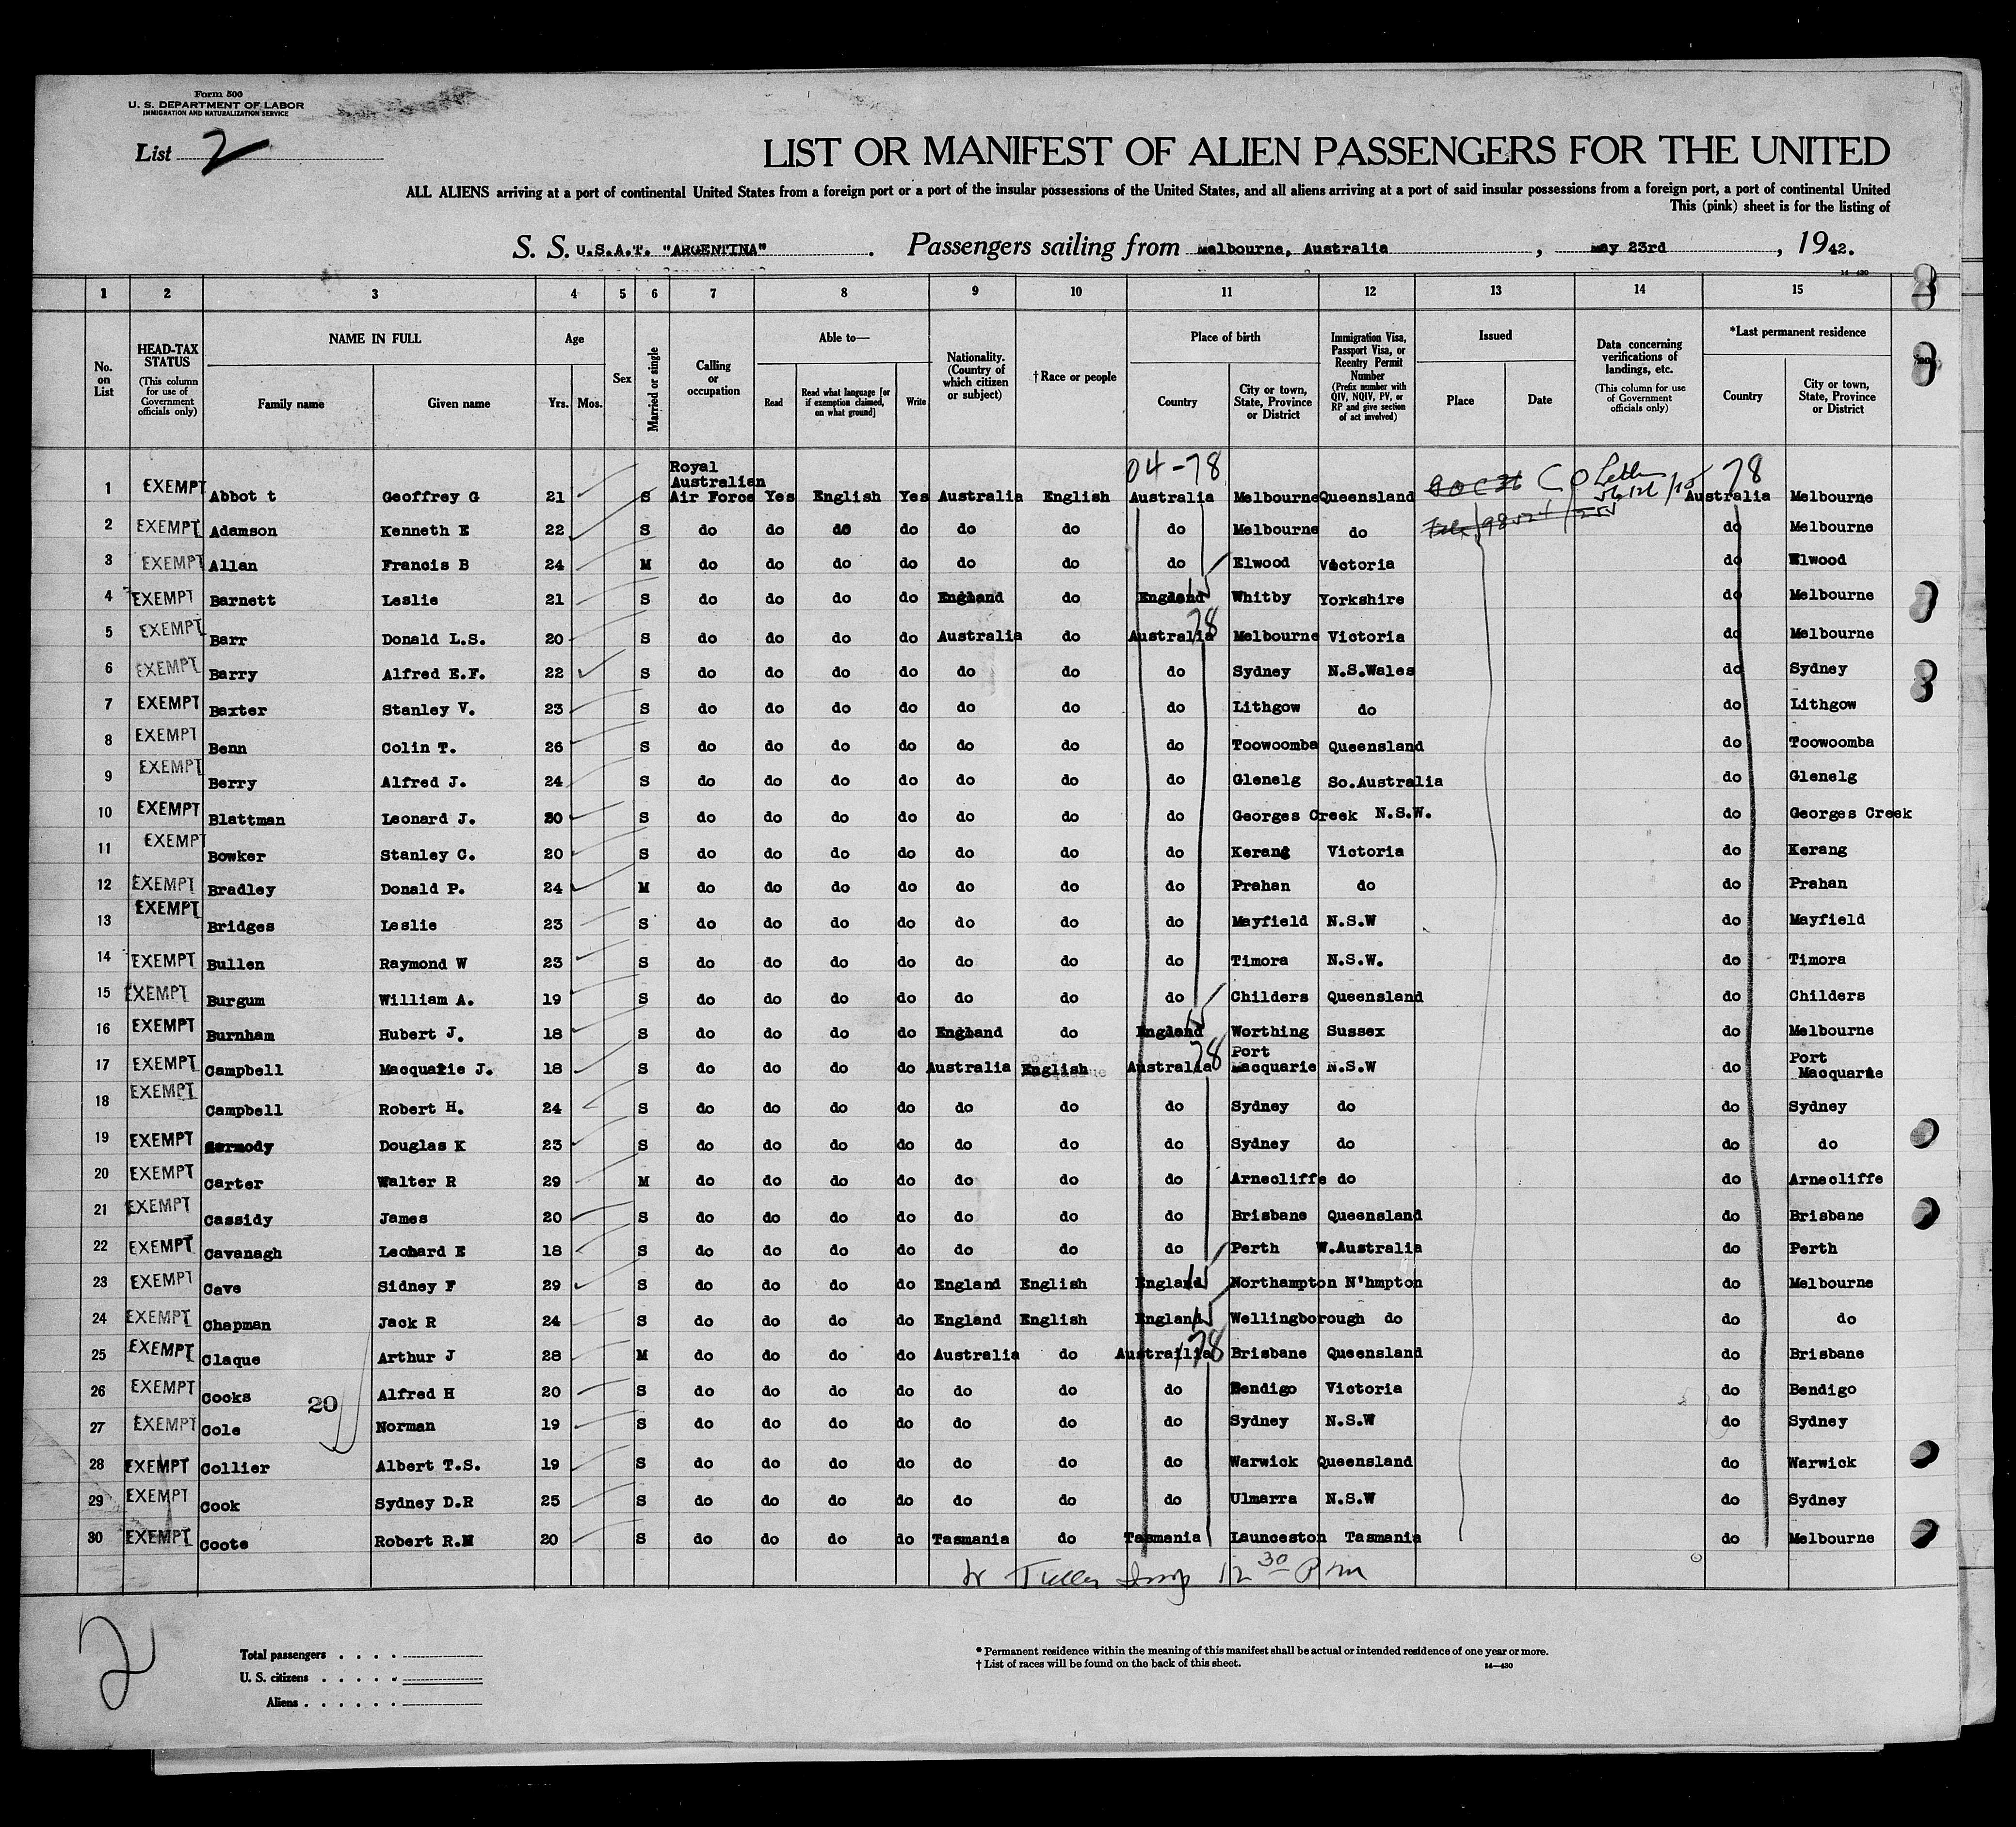 Form 500
U. S. DEPARTMENT OF LABOR
IMMIGRATION AND NATURALIZATION SERVICE
List 2
LIST OR MANIFEST OF ALIEN PASSENGERS FOR THE UNITED
ALL ALIENS arriving at a port of continental United States from a foreign port or a port of the insular possessions of the United States, and all aliens arriving at a port of said insular possessions from a foreign port, a port of continental United
This (pink) sheet is for the listing of
S. S. U.S.A.T. "ARGENTINA". Passengers sailing from Melbourne, Australia, May 23rd, 1942.
14-430
1 2 3 4 5 6 7 8 9 10 11 12 13 14 15
No. on List
HEAD-TAX STATUS (This column for use of Government officials only)
NAME IN FULL Family name Given name
Age Yrs. Mos.
Sex
Married or single
Calling or occupation
Able to— Read Read what language [or if exemption claimed, on what ground] Write
Nationality. (Country of which citizen or subject)
†Race or people
Place of birth Country City or town, State, Province or District
Immigration Visa, Passport Visa, or Reentry Permit Number (Prefix number with QIV, NQIV, PV, or RP and give section of act involved)
Issued Place Date
Data concerning verifications of landings, etc. (This column for use of Government officials only)
*Last permanent residence Country City or town, State, Province or District
04-78 78
1 EXEMPT Abbot t Geoffrey G 21 S Royal Australian Air Force Yes English Yes Australia English Australia Melbourne Queensland C O Letter Australia Melbourne
2 EXEMPT Adamson Kenneth E 22 S do do do do do do do Melbourne do do Melbourne
3 EXEMPT Allan Francis B 24 M do do do do do do do Elwood Victoria do Elwood
4 EXEMPT Barnett Leslie 21 S do do do do England do England Whitby Yorkshire do Melbourne
5 EXEMPT Barr Donald L.S. 20 S do do do do Australia do Australia 78 Melbourne Victoria do Melbourne
6 EXEMPT Barry Alfred E.F. 22 S do do do do do do do Sydney N.S.Wales do Sydney
7 EXEMPT Baxter Stanley V. 23 S do do do do do do do Lithgow do do Lithgow
8 EXEMPT Benn Colin T. 26 S do do do do do do do Toowoomba Queensland do Toowoomba
9 EXEMPT Berry Alfred J. 24 S do do do do do do do Glenelg So.Australia do Glenelg
10 EXEMPT Blattman Leonard J. 30 S do do do do do do do Georges Creek N.S.W. do Georges Creek
11 EXEMPT Bowker Stanley C. 20 S do do do do do do do Kerang Victoria do Kerang
12 EXEMPT Bradley Donald P. 24 M do do do do do do do Prahan do do Prahan
13 EXEMPT Bridges Leslie 23 S do do do do do do do Mayfield N.S.W do Mayfield
14 EXEMPT Bullen Raymond W 23 S do do do do do do do Timora N.S.W. do Timora
15 EXEMPT Burgum William A. 19 S do do do do do do do Childers Queensland do Childers
16 EXEMPT Burnham Hubert J. 18 S do do do do England do England Worthing Sussex do Melbourne
17 EXEMPT Campbell Macquarie J. 18 S do do do do Australia English Australia 78 Port Macquarie N.S.W do Port Macquarie
18 EXEMPT Campbell Robert H. 24 S do do do do do do do Sydney do do Sydney
19 EXEMPT Carmody Douglas K 23 S do do do do do do do Sydney do do do
20 EXEMPT Carter Walter R 29 M do do do do do do do Arnecliffe do do Arnecliffe
21 EXEMPT Cassidy James 20 S do do do do do do do Brisbane Queensland do Brisbane
22 EXEMPT Cavanagh Leonard E 18 S do do do do do do do Perth W.Australia do Perth
23 EXEMPT Cave Sidney F 29 S do do do do England English England Northampton N'hmpton do Melbourne
24 EXEMPT Chapman Jack R 24 S do do do do England English England Wellingborough do do do
25 EXEMPT Claque Arthur J 28 M do do do do Australia do Austrailia 78 Brisbane Queensland do Brisbane
26 EXEMPT Cooks 20 Alfred H 20 S do do do do do do do Bendigo Victoria do Bendigo
27 EXEMPT Cole Norman 19 S do do do do do do do Sydney N.S.W do Sydney
28 EXEMPT Collier Albert T.S. 19 S do do do do do do do Warwick Queensland do Warwick
29 EXEMPT Cook Sydney D.R 25 S do do do do do do do Ulmarra N.S.W do Sydney
30 EXEMPT Coote Robert R.M 20 S do do do do Tasmania do Tasmania Launceston Tasmania do Melbourne
12 30 P m
2
Total passengers
U. S. citizens
Aliens
* Permanent residence within the meaning of this manifest shall be actual or intended residence of one year or more.
† List of races will be found on the back of this sheet. 14—430